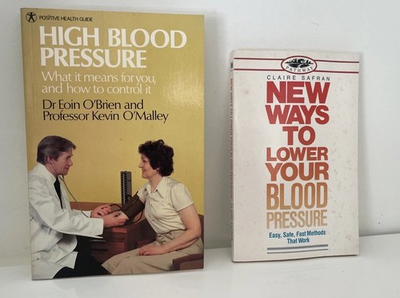 POSITIVE HEALTH GUIDE
HIGH BLOOD
PRESSURE
What it means for you,
and how to control it
Dr Eoin O'Brien and
Professor Kevin O'Malley
PATHWAY
CLAIRE SAFRAN
NEW
WAYS TO
LOWER
YOUR
BLOOD
PRESSURE
Easy, Safe, Fast Methods
That Work